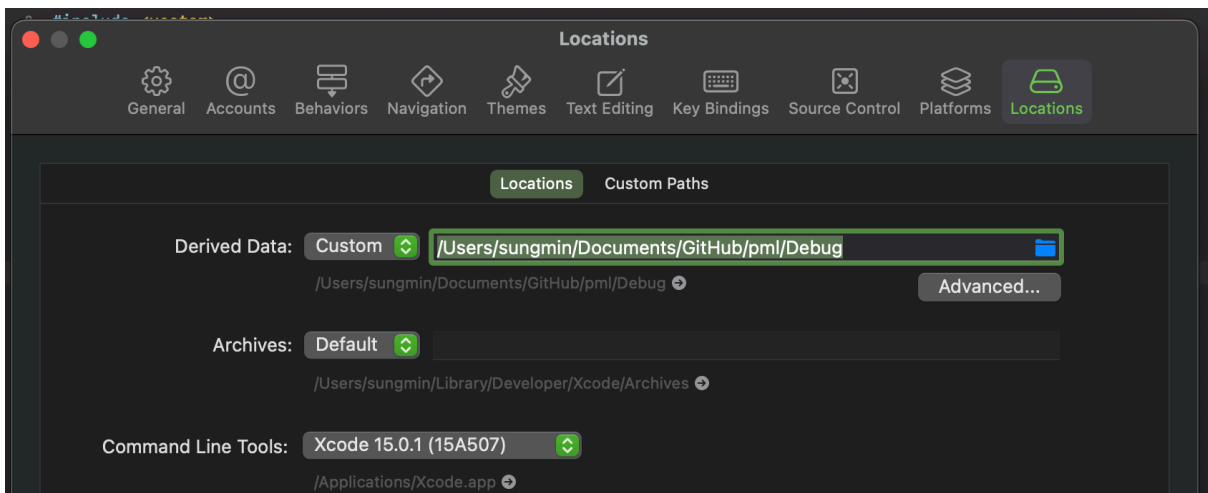 Locations
General Accounts Behaviors Navigation Themes Text Editing Key Bindings Source Control Platforms Locations
Locations Custom Paths
Derived Data: Custom /Users/sungmin/Documents/GitHub/pml/Debug
/Users/sungmin/Documents/GitHub/pml/Debug
Advanced...
Archives: Default
/Users/sungmin/Library/Developer/Xcode/Archives
Command Line Tools: Xcode 15.0.1 (15A507)
/Applications/Xcode.app